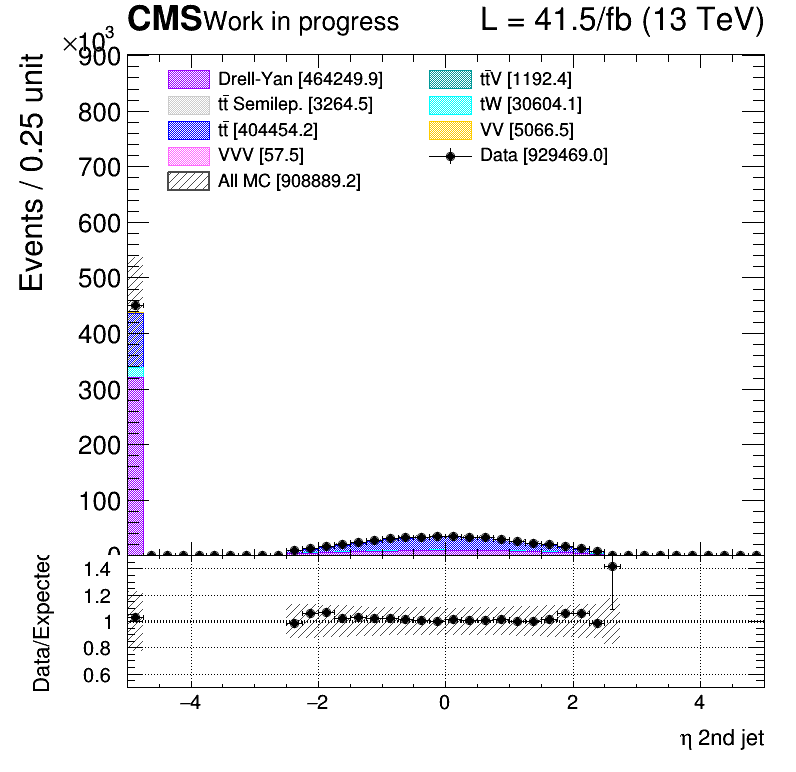 CMS Work in progress L = 41.5/fb (13 TeV)
×10³
Events / 0.25 unit
900
800
700
600
500
400
300
200
100
0
Drell-Yan [464249.9]
tt̄V [1192.4]
tt̄ Semilep. [3264.5]
tW [30604.1]
tt̄ [404454.2]
VV [5066.5]
VVV [57.5]
Data [929469.0]
All MC [908889.2]
Data/Expected
1.4
1.2
1
0.8
0.6
−4 −2 0 2 4
η 2nd jet